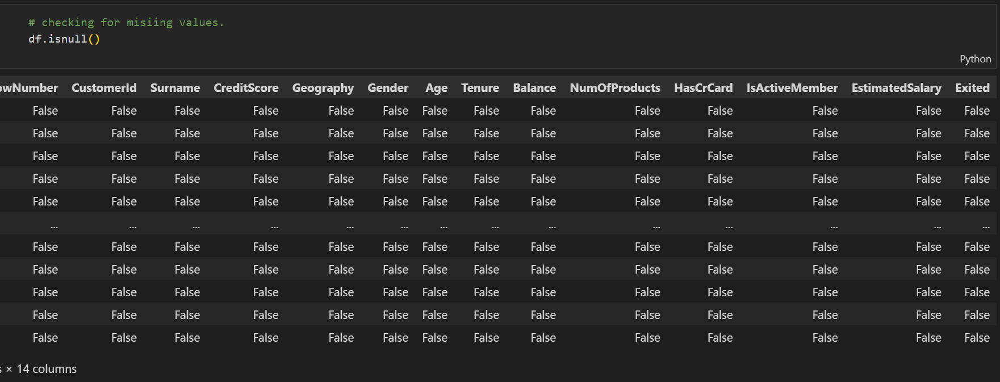 # checking for misiing values.
df.isnull()
Python
owNumber CustomerId Surname CreditScore Geography Gender Age Tenure Balance NumOfProducts HasCrCard IsActiveMember EstimatedSalary Exited
False False False False False False False False False False False False False False
False False False False False False False False False False False False False False
False False False False False False False False False False False False False False
False False False False False False False False False False False False False False
False False False False False False False False False False False False False False
... ... ... ... ... ... ... ... ... ... ... ... ... ...
False False False False False False False False False False False False False False
False False False False False False False False False False False False False False
False False False False False False False False False False False False False False
False False False False False False False False False False False False False False
False False False False False False False False False False False False False False
s × 14 columns